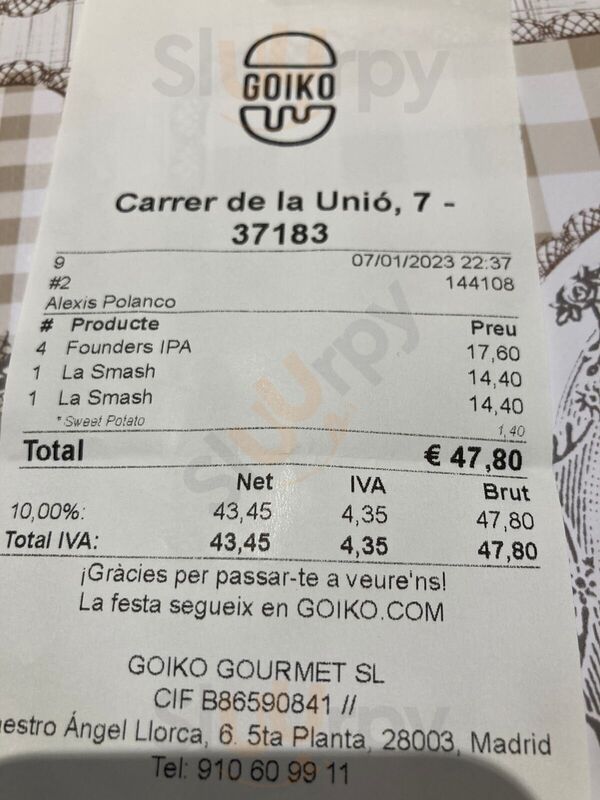 GOIKO
Carrer de la Unió, 7 -
37183
9 07/01/2023 22:37
#2 144108
Alexis Polanco
# Producte Preu
4 Founders IPA 17,60
1 La Smash 14,40
1 La Smash 14,40
* Sweet Potato 1,40
Total € 47,80
Net IVA Brut
10,00%: 43,45 4,35 47,80
Total IVA: 43,45 4,35 47,80
¡Gràcies per passar-te a veure'ns!
La festa segueix en GOIKO.COM
GOIKO GOURMET SL
CIF B86590841 //
aestro Ángel Llorca, 6. 5ta Planta, 28003, Madrid
Tel: 910 60 99 11
Sluurpy
Sluurpy
Sluurpy